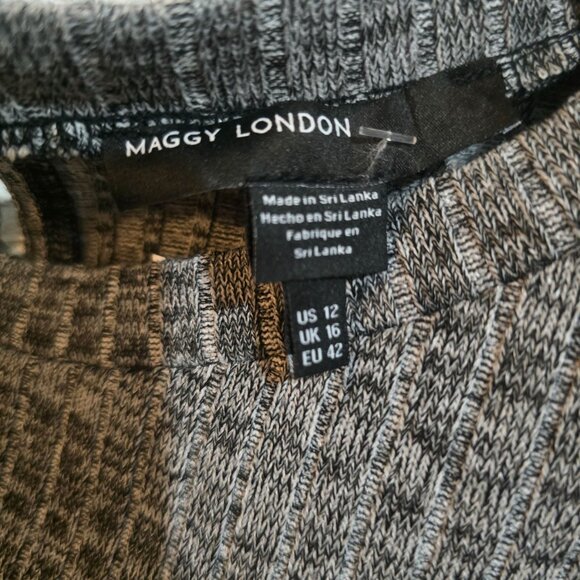 MAGGY LONDON
Made in Sri Lanka
Hecho en Sri Lanka
Fabrique en
Sri Lanka
US 12
UK 16
EU 42